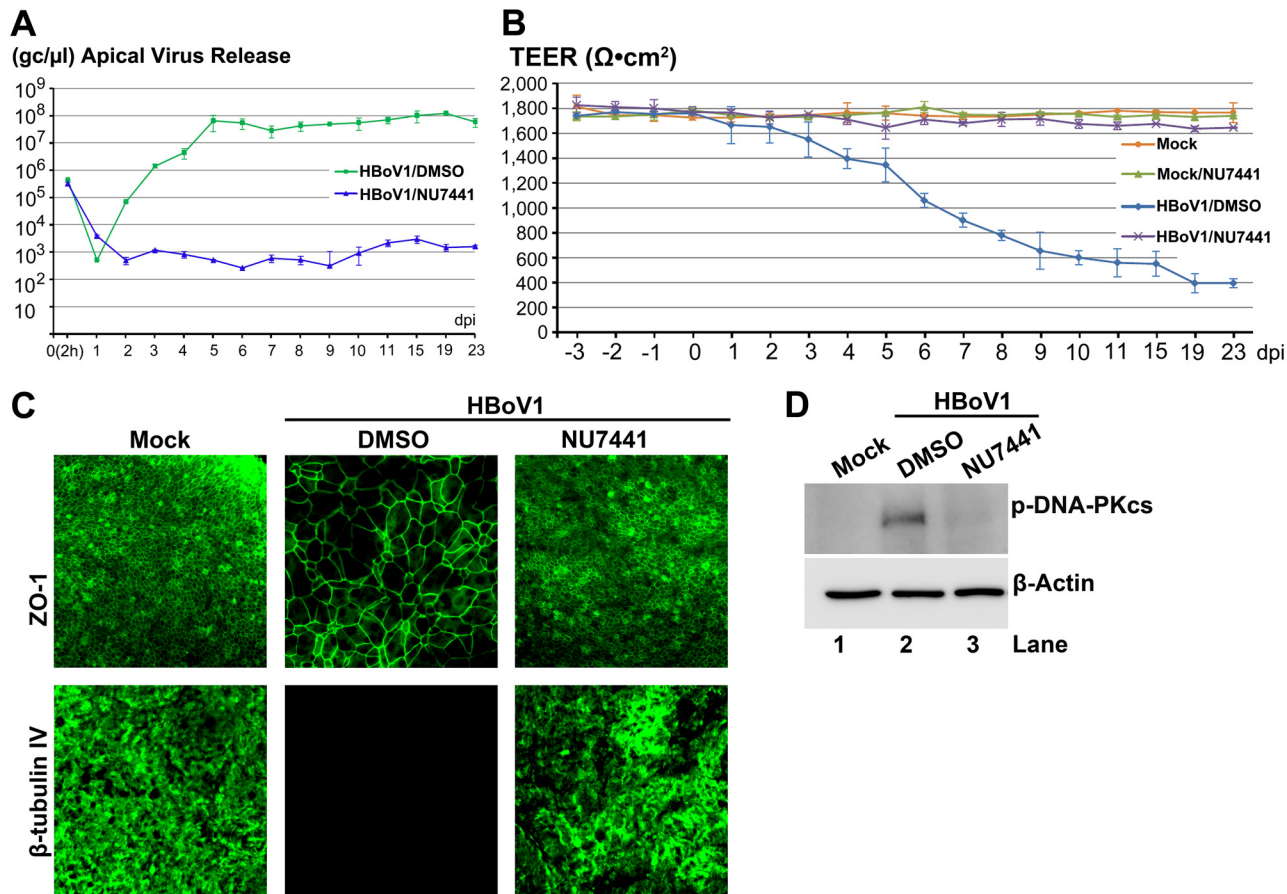 A
(gc/µl) Apical Virus Release
10⁹
10⁸
10⁷
10⁶
10⁵
10⁴
10³
10²
10
HBoV1/DMSO
HBoV1/NU7441
dpi
0(2h) 1 2 3 4 5 6 7 8 9 10 11 15 19 23
B
TEER (Ω•cm²)
2,000
1,800
1,600
1,400
1,200
1,000
800
600
400
200
0
Mock
Mock/NU7441
HBoV1/DMSO
HBoV1/NU7441
-3 -2 -1 0 1 2 3 4 5 6 7 8 9 10 11 15 19 23 dpi
C
HBoV1
Mock DMSO NU7441
ZO-1
β-tubulin IV
D
HBoV1
Mock DMSO NU7441
p-DNA-PKcs
β-Actin
1 2 3 Lane